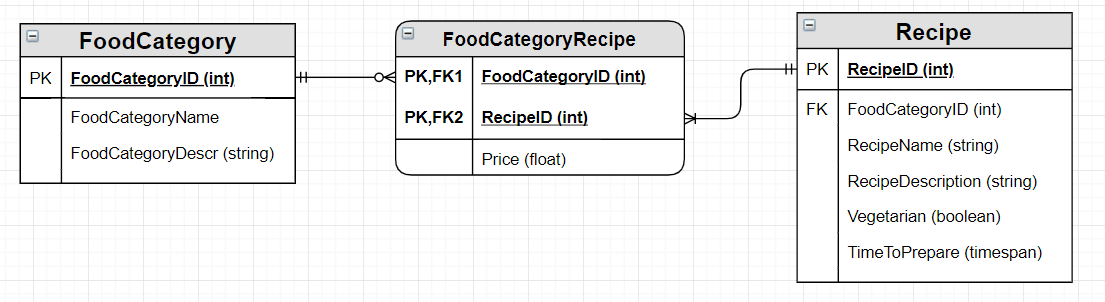 FoodCategory
PK FoodCategoryID (int)
FoodCategoryName
FoodCategoryDescr (string)
FoodCategoryRecipe
PK,FK1 FoodCategoryID (int)
PK,FK2 RecipeID (int)
Price (float)
Recipe
PK RecipeID (int)
FK FoodCategoryID (int)
RecipeName (string)
RecipeDescription (string)
Vegetarian (boolean)
TimeToPrepare (timespan)